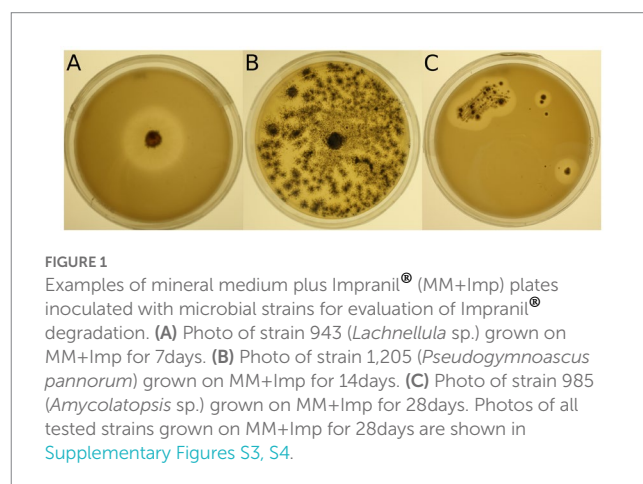 A B C
FIGURE 1
Examples of mineral medium plus Impranil® (MM+Imp) plates
inoculated with microbial strains for evaluation of Impranil®
degradation. (A) Photo of strain 943 (Lachnellula sp.) grown on
MM+Imp for 7days. (B) Photo of strain 1,205 (Pseudogymnoascus
pannorum) grown on MM+Imp for 14days. (C) Photo of strain 985
(Amycolatopsis sp.) grown on MM+Imp for 28days. Photos of all
tested strains grown on MM+Imp for 28days are shown in
Supplementary Figures S3, S4.